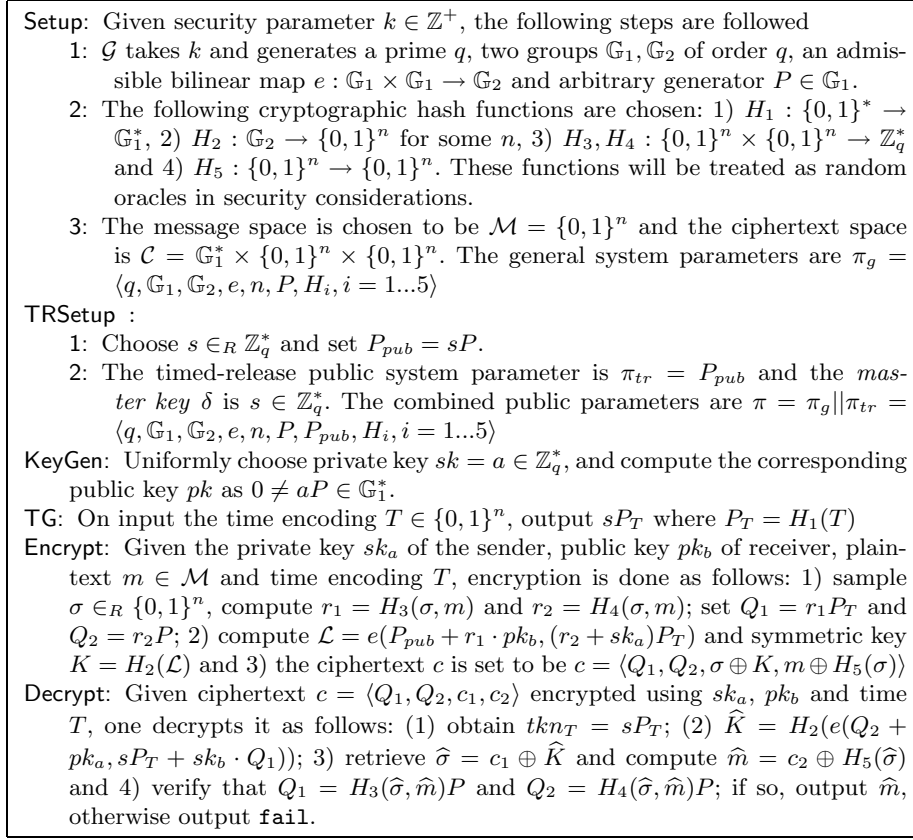 Setup: Given security parameter k ∈ ℤ⁺, the following steps are followed
1: 𝒢 takes k and generates a prime q, two groups 𝔾₁, 𝔾₂ of order q, an admis-
sible bilinear map e : 𝔾₁ × 𝔾₁ → 𝔾₂ and arbitrary generator P ∈ 𝔾₁.
2: The following cryptographic hash functions are chosen: 1) H₁ : {0, 1}* →
𝔾₁*, 2) H₂ : 𝔾₂ → {0, 1}ⁿ for some n, 3) H₃, H₄ : {0, 1}ⁿ × {0, 1}ⁿ → ℤ_q*
and 4) H₅ : {0, 1}ⁿ → {0, 1}ⁿ. These functions will be treated as random
oracles in security considerations.
3: The message space is chosen to be ℳ = {0, 1}ⁿ and the ciphertext space
is 𝒞 = 𝔾₁* × {0, 1}ⁿ × {0, 1}ⁿ. The general system parameters are π_g =
⟨q, 𝔾₁, 𝔾₂, e, n, P, H_i, i = 1...5⟩
TRSetup :
1: Choose s ∈_R ℤ_q* and set P_pub = sP.
2: The timed-release public system parameter is π_tr = P_pub and the mas-
ter key δ is s ∈ ℤ_q*. The combined public parameters are π = π_g||π_tr =
⟨q, 𝔾₁, 𝔾₂, e, n, P, P_pub, H_i, i = 1...5⟩
KeyGen: Uniformly choose private key sk = a ∈ ℤ_q*, and compute the corresponding
public key pk as 0 ≠ aP ∈ 𝔾₁*.
TG: On input the time encoding T ∈ {0, 1}ⁿ, output sP_T where P_T = H₁(T)
Encrypt: Given the private key sk_a of the sender, public key pk_b of receiver, plain-
text m ∈ ℳ and time encoding T, encryption is done as follows: 1) sample
σ ∈_R {0, 1}ⁿ, compute r₁ = H₃(σ, m) and r₂ = H₄(σ, m); set Q₁ = r₁P_T and
Q₂ = r₂P; 2) compute ℒ = e(P_pub + r₁ · pk_b, (r₂ + sk_a)P_T) and symmetric key
K = H₂(ℒ) and 3) the ciphertext c is set to be c = ⟨Q₁, Q₂, σ ⊕ K, m ⊕ H₅(σ)⟩
Decrypt: Given ciphertext c = ⟨Q₁, Q₂, c₁, c₂⟩ encrypted using sk_a, pk_b and time
T, one decrypts it as follows: (1) obtain tkn_T = sP_T; (2) K̂ = H₂(e(Q₂ +
pk_a, sP_T + sk_b · Q₁)); 3) retrieve σ̂ = c₁ ⊕ K̂ and compute m̂ = c₂ ⊕ H₅(σ̂)
and 4) verify that Q₁ = H₃(σ̂, m̂)P and Q₂ = H₄(σ̂, m̂)P; if so, output m̂,
otherwise output fail.